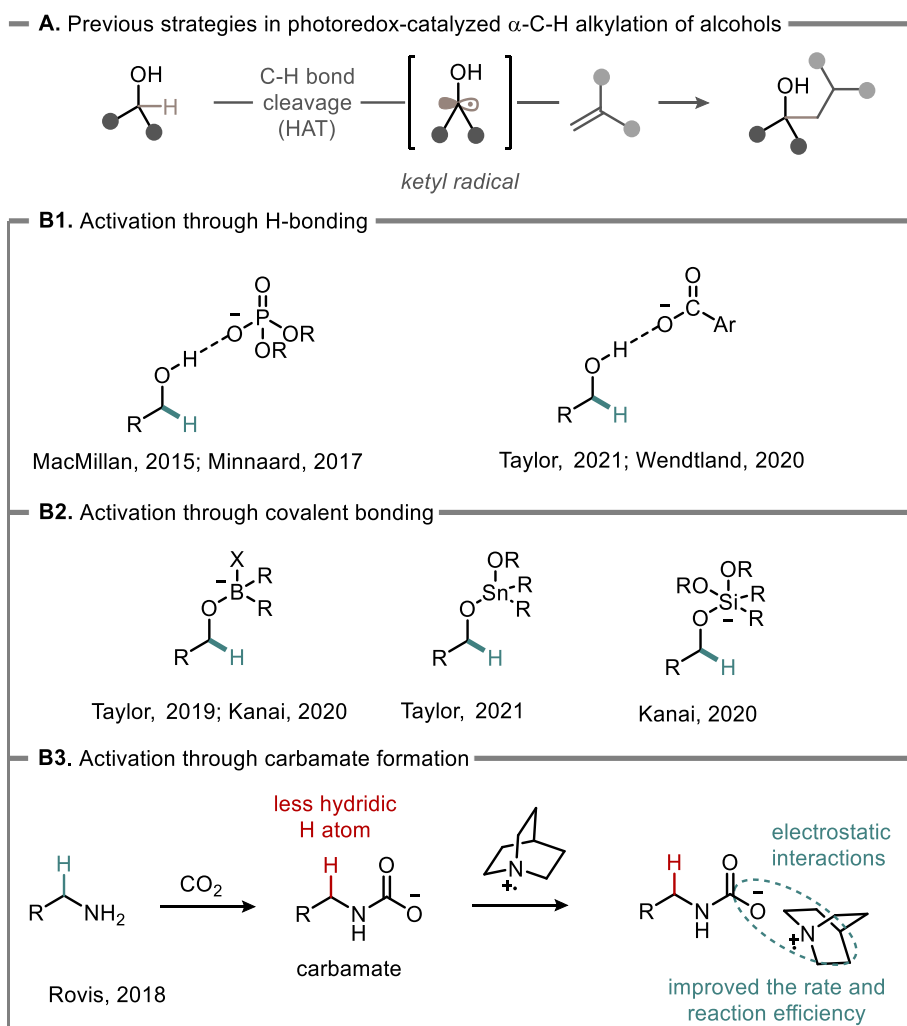 A. Previous strategies in photoredox-catalyzed α-C-H alkylation of alcohols
OH
H
C-H bond
cleavage
(HAT)
OH
OH
ketyl radical
B1. Activation through H-bonding
O
P
O
OR
OR
H
O
R
H
−
O
C
O
Ar
H
O
R
H
−
MacMillan, 2015; Minnaard, 2017
Taylor, 2021; Wendtland, 2020
B2. Activation through covalent bonding
X
−
B
R
R
O
R
H
OR
Sn
R
R
O
R
H
OR
RO
Si
R
R
−
O
R
H
Taylor, 2019; Kanai, 2020
Taylor, 2021
Kanai, 2020
B3. Activation through carbamate formation
less hydridic
H atom
electrostatic
interactions
H
R
NH2
CO2
H
R
N
H
O
O
−
N
+•
H
R
N
H
O
O
−
N
+•
carbamate
Rovis, 2018
improved the rate and
reaction efficiency